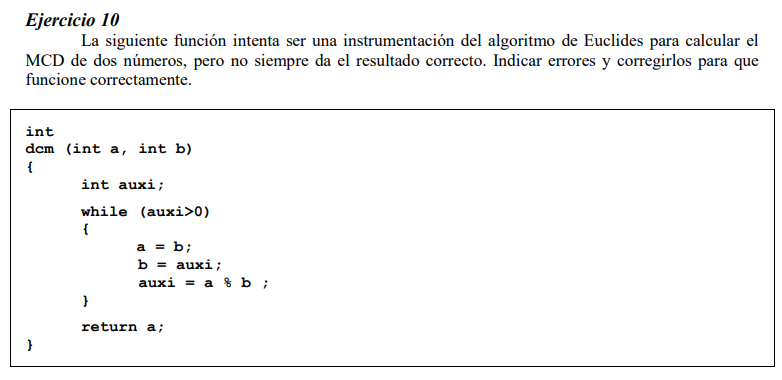 Ejercicio 10
La siguiente función intenta ser una instrumentación del algoritmo de Euclides para calcular el
MCD de dos números, pero no siempre da el resultado correcto. Indicar errores y corregirlos para que
funcione correctamente.
int
dcm (int a, int b)
{
int auxi;
while (auxi>0)
{
a = b;
b = auxi;
auxi = a % b ;
}
return a;
}